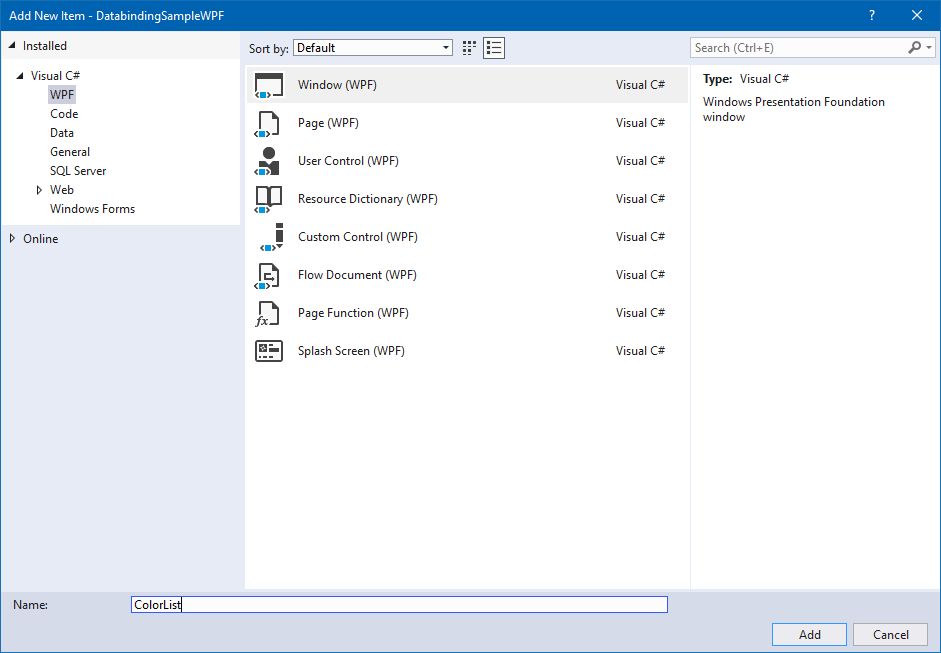 Add New Item - DatabindingSampleWPF ?
Installed
Sort by: Default
Search (Ctrl+E)
Visual C#
WPF
Code
Data
General
SQL Server
Web
Windows Forms
Online
Window (WPF) Visual C#
Page (WPF) Visual C#
User Control (WPF) Visual C#
Resource Dictionary (WPF) Visual C#
Custom Control (WPF) Visual C#
Flow Document (WPF) Visual C#
fx Page Function (WPF) Visual C#
Splash Screen (WPF) Visual C#
Type: Visual C#
Windows Presentation Foundation
window
Name: ColorList
Add Cancel